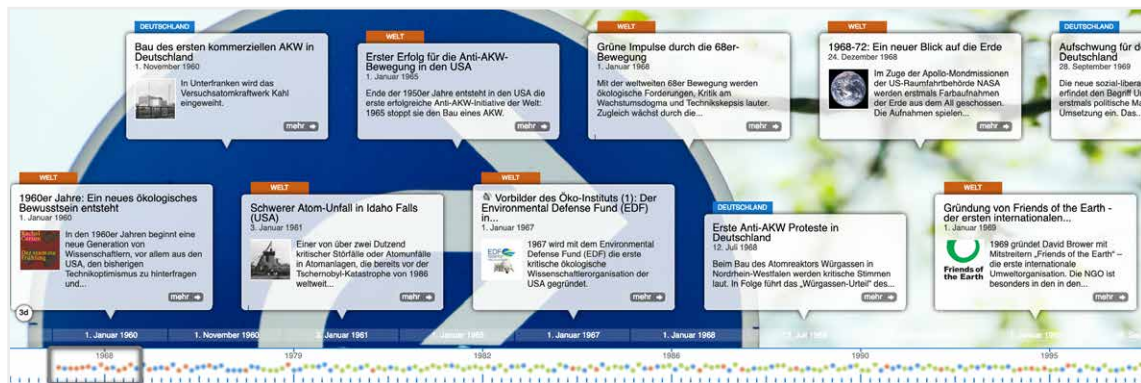 DEUTSCHLAND
Bau des ersten kommerziellen AKW in
Deutschland
1. November 1960
In Unterfranken wird das
Versuchsatomkraftwerk Kahl
eingeweiht.
mehr
WELT
Erster Erfolg für die Anti-AKW-
Bewegung in den USA
1. Januar 1965
Ende der 1950er Jahre entsteht in den USA die
erste erfolgreiche Anti-AKW-Initiative der Welt:
1965 stoppt sie den Bau eines AKW.
mehr
WELT
Grüne Impulse durch die 68er-
Bewegung
1. Januar 1968
Mit der weltweiten 68er Bewegung werden
ökologische Forderungen, Kritik am
Wachstumsdogma und Technikskepsis lauter.
Zugleich wächst durch die...
mehr
WELT
1968-72: Ein neuer Blick auf die Erde
24. Dezember 1968
Im Zuge der Apollo-Mondmissionen
der US-Raumfahrtbehörde NASA
werden erstmals Farbaufnahmen
der Erde aus dem All geschossen.
Die Aufnahmen spielen...
mehr
DEUTSCHLAND
Aufschwung für d
Deutschland
28. September 1969
Die neue sozial-libera
erfindet den Begriff U
erstmals politische Ma
Umsetzung ein. Das...
WELT
1960er Jahre: Ein neues ökologisches
Bewusstsein entsteht
1. Januar 1960
In den 1960er Jahren beginnt eine
neue Generation von
Wissenschaftlern, vor allem aus den
USA, den bisherigen
Technikoptimismus zu hinterfragen
und...
mehr
WELT
Schwerer Atom-Unfall in Idaho Falls
(USA)
3. Januar 1961
Einer von über zwei Dutzend
kritischer Störfälle oder Atomunfälle
in Atomanlagen, die bereits vor der
Tschernobyl-Katastrophe von 1986
weltweit...
mehr
WELT
Vorbilder des Öko-Instituts (1): Der
Environmental Defense Fund (EDF)
in...
1. Januar 1967
EDF
1967 wird mit dem Environmental
Defense Fund (EDF) die erste
kritische ökologische
Wissenschaftlerorganisation der
USA gegründet.
mehr
DEUTSCHLAND
Erste Anti-AKW Proteste in
Deutschland
12. Juli 1968
Beim Bau des Atomreaktors Würgassen in
Nordrhein-Westfalen werden kritische Stimmen
laut. In Folge führt das „Würgassen-Urteil" des...
mehr
WELT
Gründung von Friends of the Earth -
der ersten internationalen...
1. Januar 1969
Friends of
the Earth
1969 gründet David Brower mit
Mitstreitern „Friends of the Earth" –
die erste internationale
Umweltorganisation. Die NGO ist
besonders in den in den...
mehr
3d
1. Januar 1960
1. November 1960
3. Januar 1961
1. Januar 1965
1. Januar 1967
1. Januar 1968
1968
1979
1982
1986
1990
1995